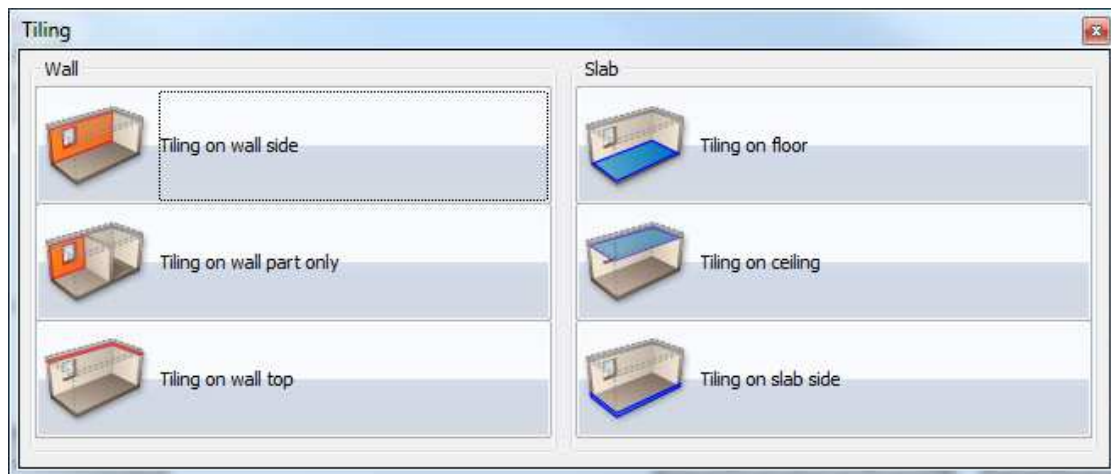 Tiling
Wall
Tiling on wall side
Tiling on wall part only
Tiling on wall top
Slab
Tiling on floor
Tiling on ceiling
Tiling on slab side